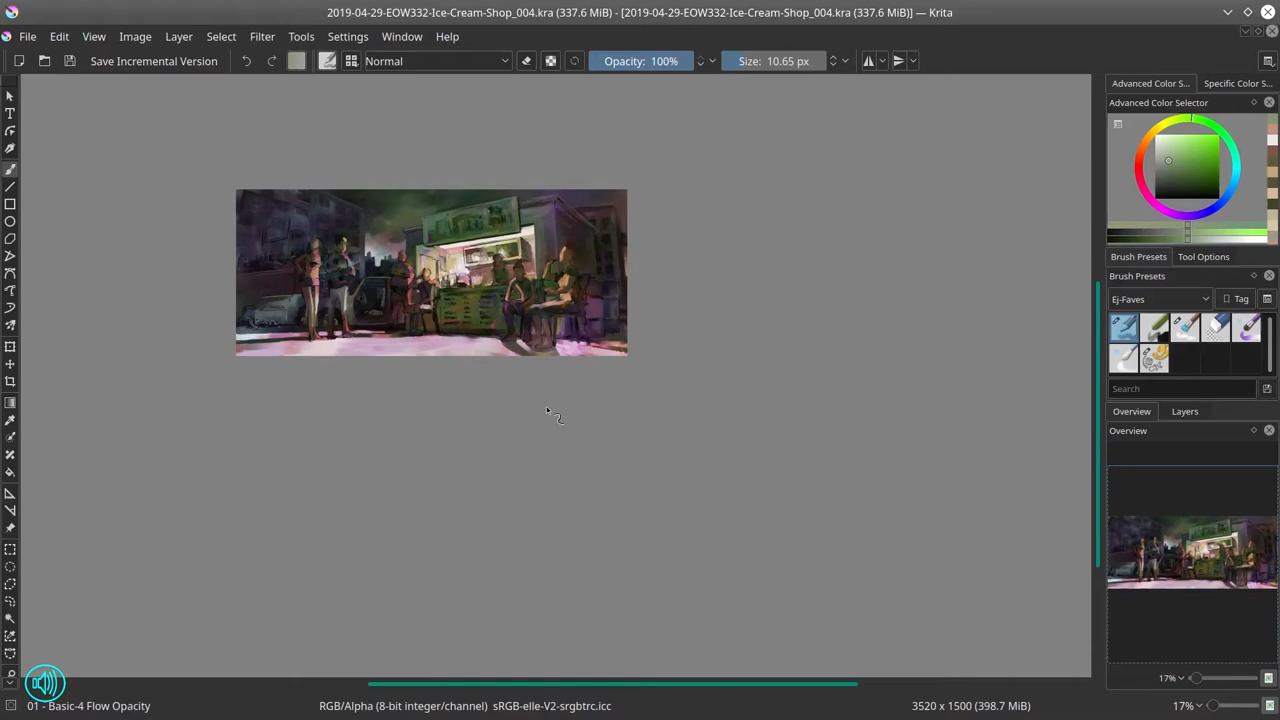 2019-04-29-EOW332-Ice-Cream-Shop_004.kra (337.6 MiB) - [2019-04-29-EOW332-Ice-Cream-Shop_004.kra (337.6 MiB)] — Krita
File Edit View Image Layer Select Filter Tools Settings Window Help
Save Incremental Version Normal Opacity: 100% Size: 10.65 px
Advanced Color S... Specific Color S...
Advanced Color Selector
Brush Presets Tool Options
Brush Presets
Ej-Faves Tag
Search
Overview Layers
Overview
17%
01 - Basic-4 Flow Opacity RGB/Alpha (8-bit integer/channel) sRGB-elle-V2-srgbtrc.icc 3520 x 1500 (398.7 MiB) 17%